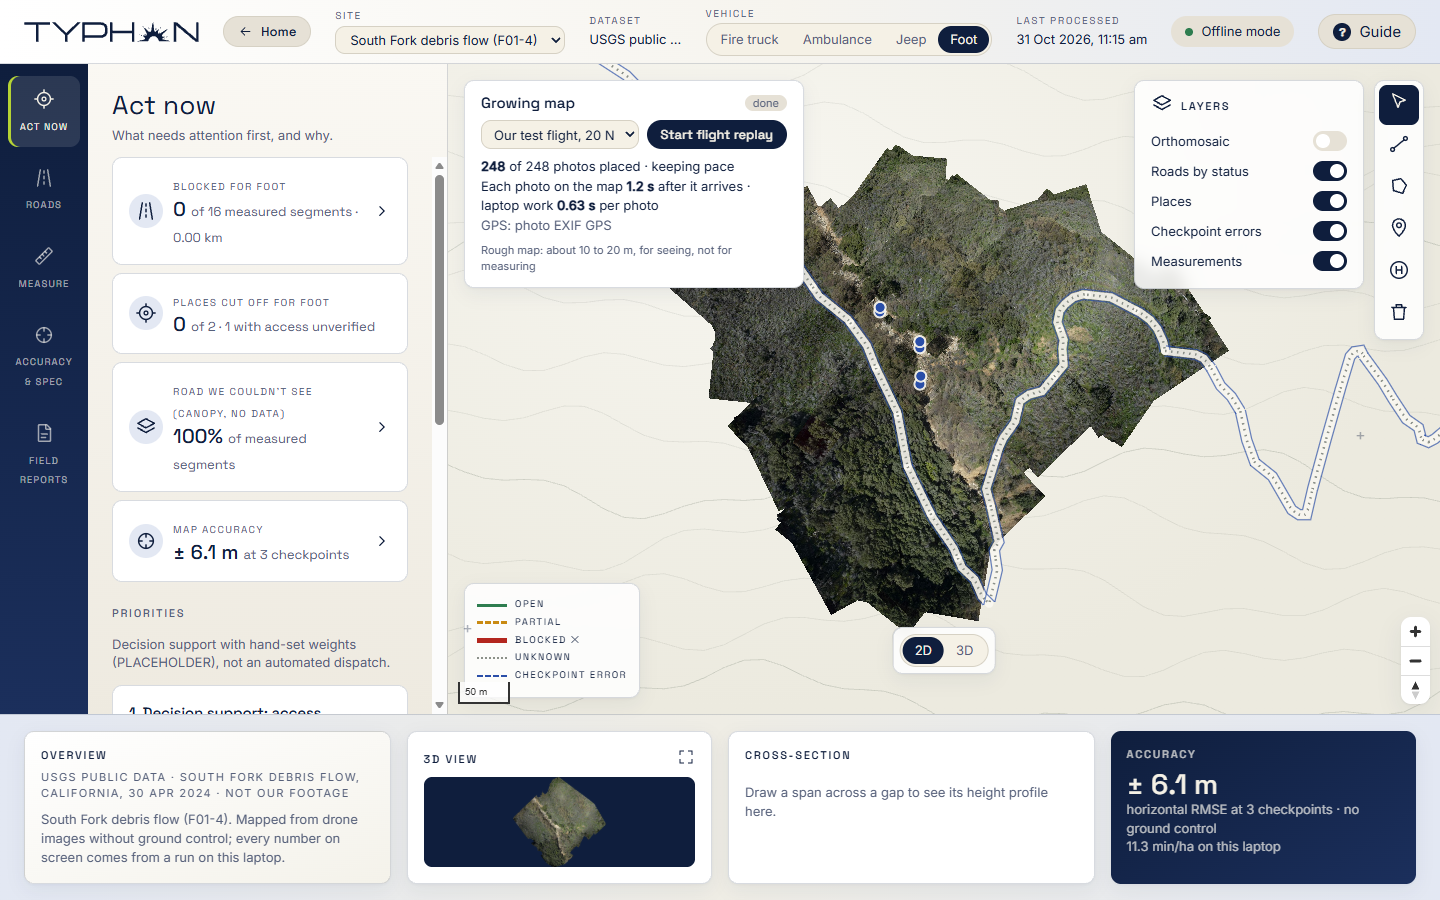 TYPHON
← Home
SITE
South Fork debris flow (F01-4)
DATASET
USGS public ...
VEHICLE
Fire truck
Ambulance
Jeep
Foot
LAST PROCESSED
31 Oct 2026, 11:15 am
Offline mode
? Guide
ACT NOW
ROADS
MEASURE
ACCURACY
& SPEC
FIELD
REPORTS
Act now
What needs attention first, and why.
BLOCKED FOR FOOT
0 of 16 measured segments ·
0.00 km
PLACES CUT OFF FOR FOOT
0 of 2 · 1 with access unverified
ROAD WE COULDN'T SEE
(CANOPY, NO DATA)
100% of measured
segments
MAP ACCURACY
± 6.1 m at 3 checkpoints
PRIORITIES
Decision support with hand-set weights
(PLACEHOLDER), not an automated dispatch.
1. Decision support: access
Growing map
done
Our test flight, 20 N
Start flight replay
248 of 248 photos placed · keeping pace
Each photo on the map 1.2 s after it arrives ·
laptop work 0.63 s per photo
GPS: photo EXIF GPS
Rough map: about 10 to 20 m, for seeing, not for
measuring
LAYERS
Orthomosaic
Roads by status
Places
Checkpoint errors
Measurements
H
OPEN
PARTIAL
BLOCKED ×
UNKNOWN
CHECKPOINT ERROR
50 m
2D
3D
OVERVIEW
USGS PUBLIC DATA · SOUTH FORK DEBRIS FLOW,
CALIFORNIA, 30 APR 2024 · NOT OUR FOOTAGE
South Fork debris flow (F01-4). Mapped from drone
images without ground control; every number on
screen comes from a run on this laptop.
3D VIEW
CROSS-SECTION
Draw a span across a gap to see its height profile
here.
ACCURACY
± 6.1 m
horizontal RMSE at 3 checkpoints · no
ground control
11.3 min/ha on this laptop